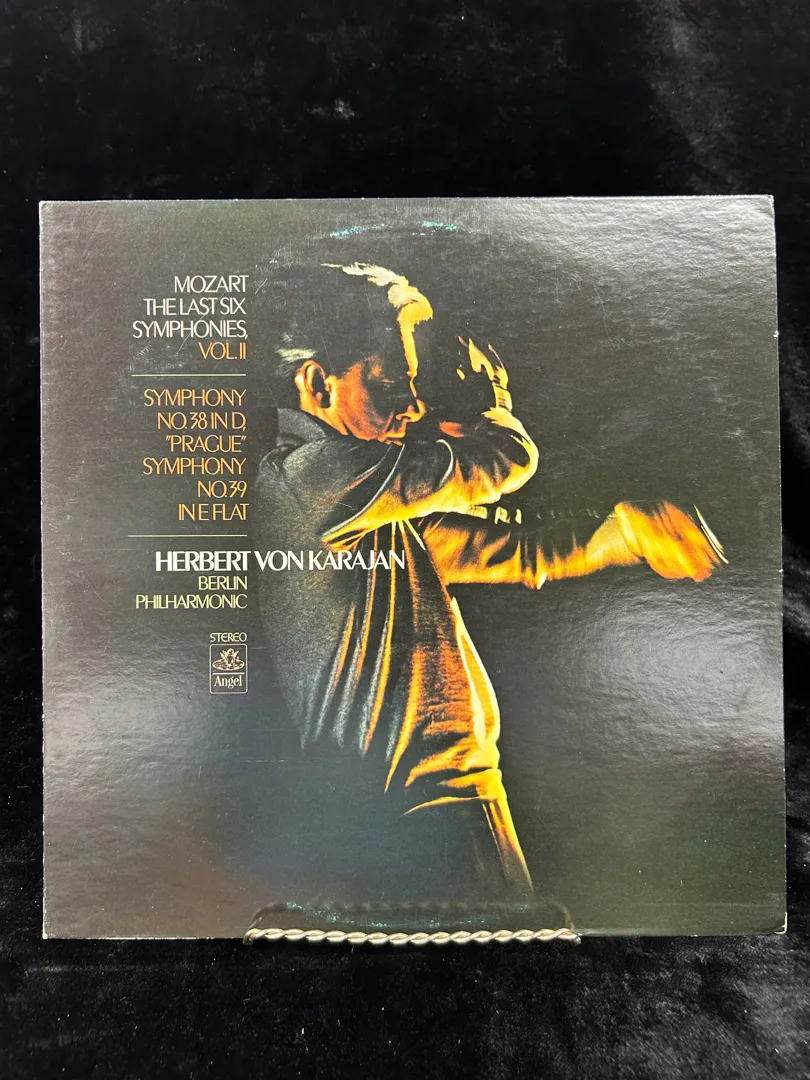 MOZART
THE LAST SIX
SYMPHONIES,
VOL. II
SYMPHONY
NO. 38 IN D,
"PRAGUE"
SYMPHONY
NO. 39
IN E FLAT
HERBERT VON KARAJAN
BERLIN
PHILHARMONIC
STEREO
Angel